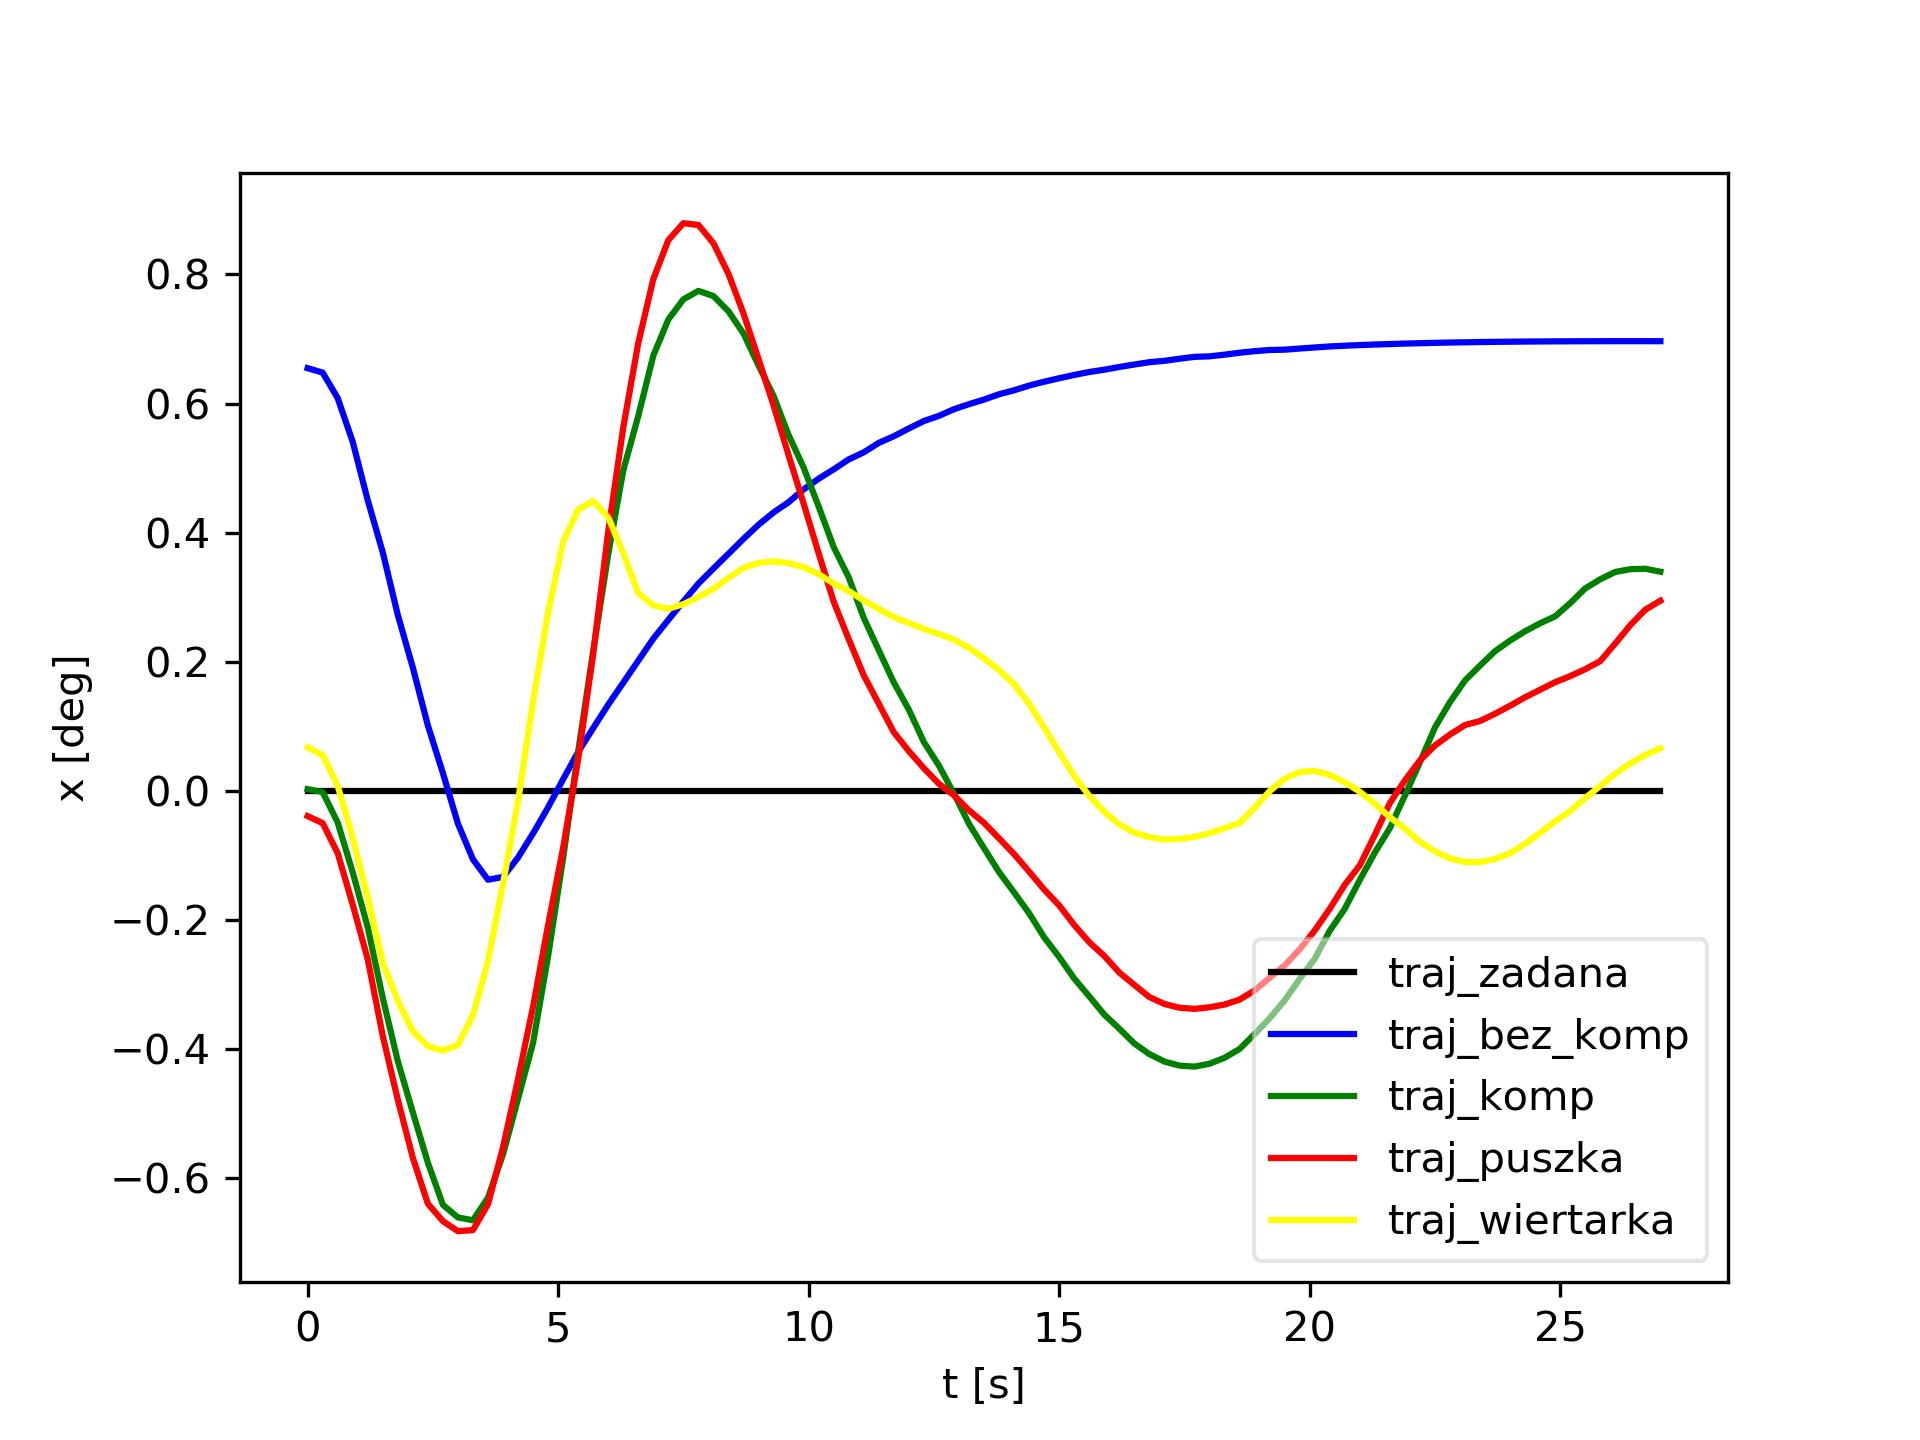 0.8
0.6
0.4
0.2
0.0
−0.2
−0.4
−0.6
x [deg]
0 5 10 15 20 25
t [s]
traj_zadana
traj_bez_komp
traj_komp
traj_puszka
traj_wiertarka